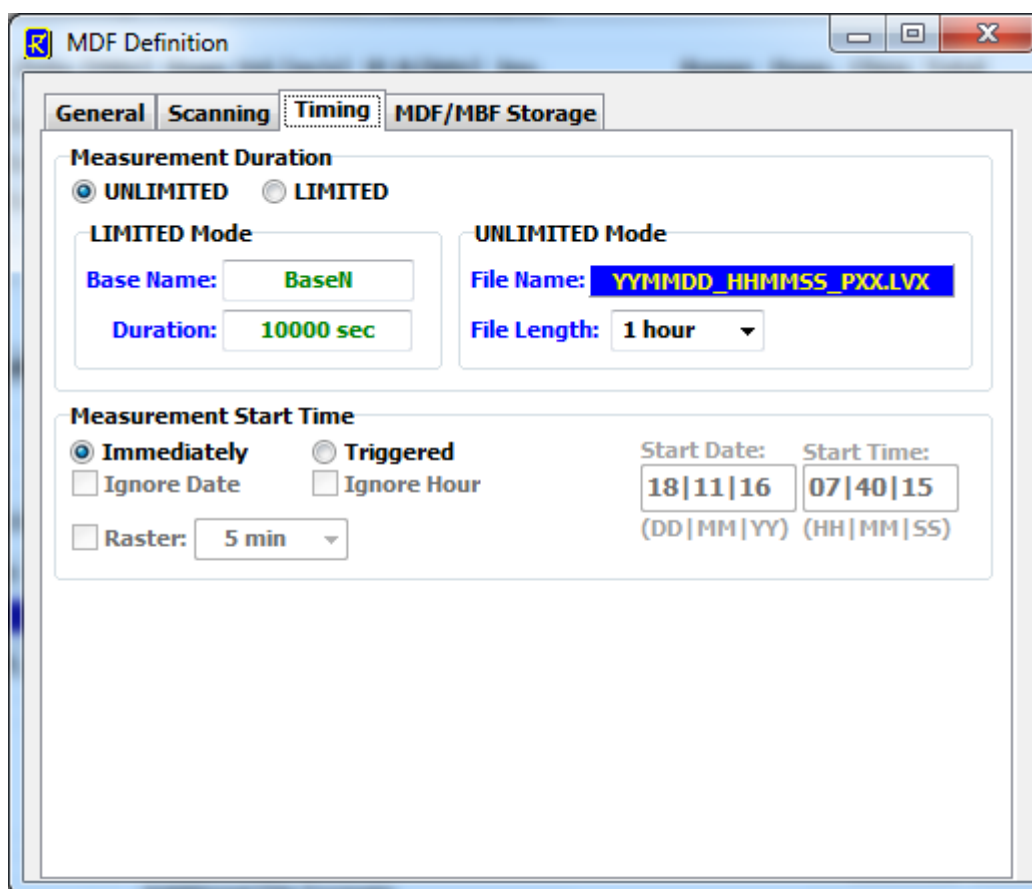 MDF Definition
General Scanning Timing MDF/MBF Storage
Measurement Duration
UNLIMITED LIMITED
LIMITED Mode
Base Name: BaseN
Duration: 10000 sec
UNLIMITED Mode
File Name: YYMMDD_HHMMSS_PXX.LVX
File Length: 1 hour
Measurement Start Time
Immediately Triggered
Ignore Date Ignore Hour
Raster: 5 min
Start Date: Start Time:
18|11|16 07|40|15
(DD|MM|YY) (HH|MM|SS)